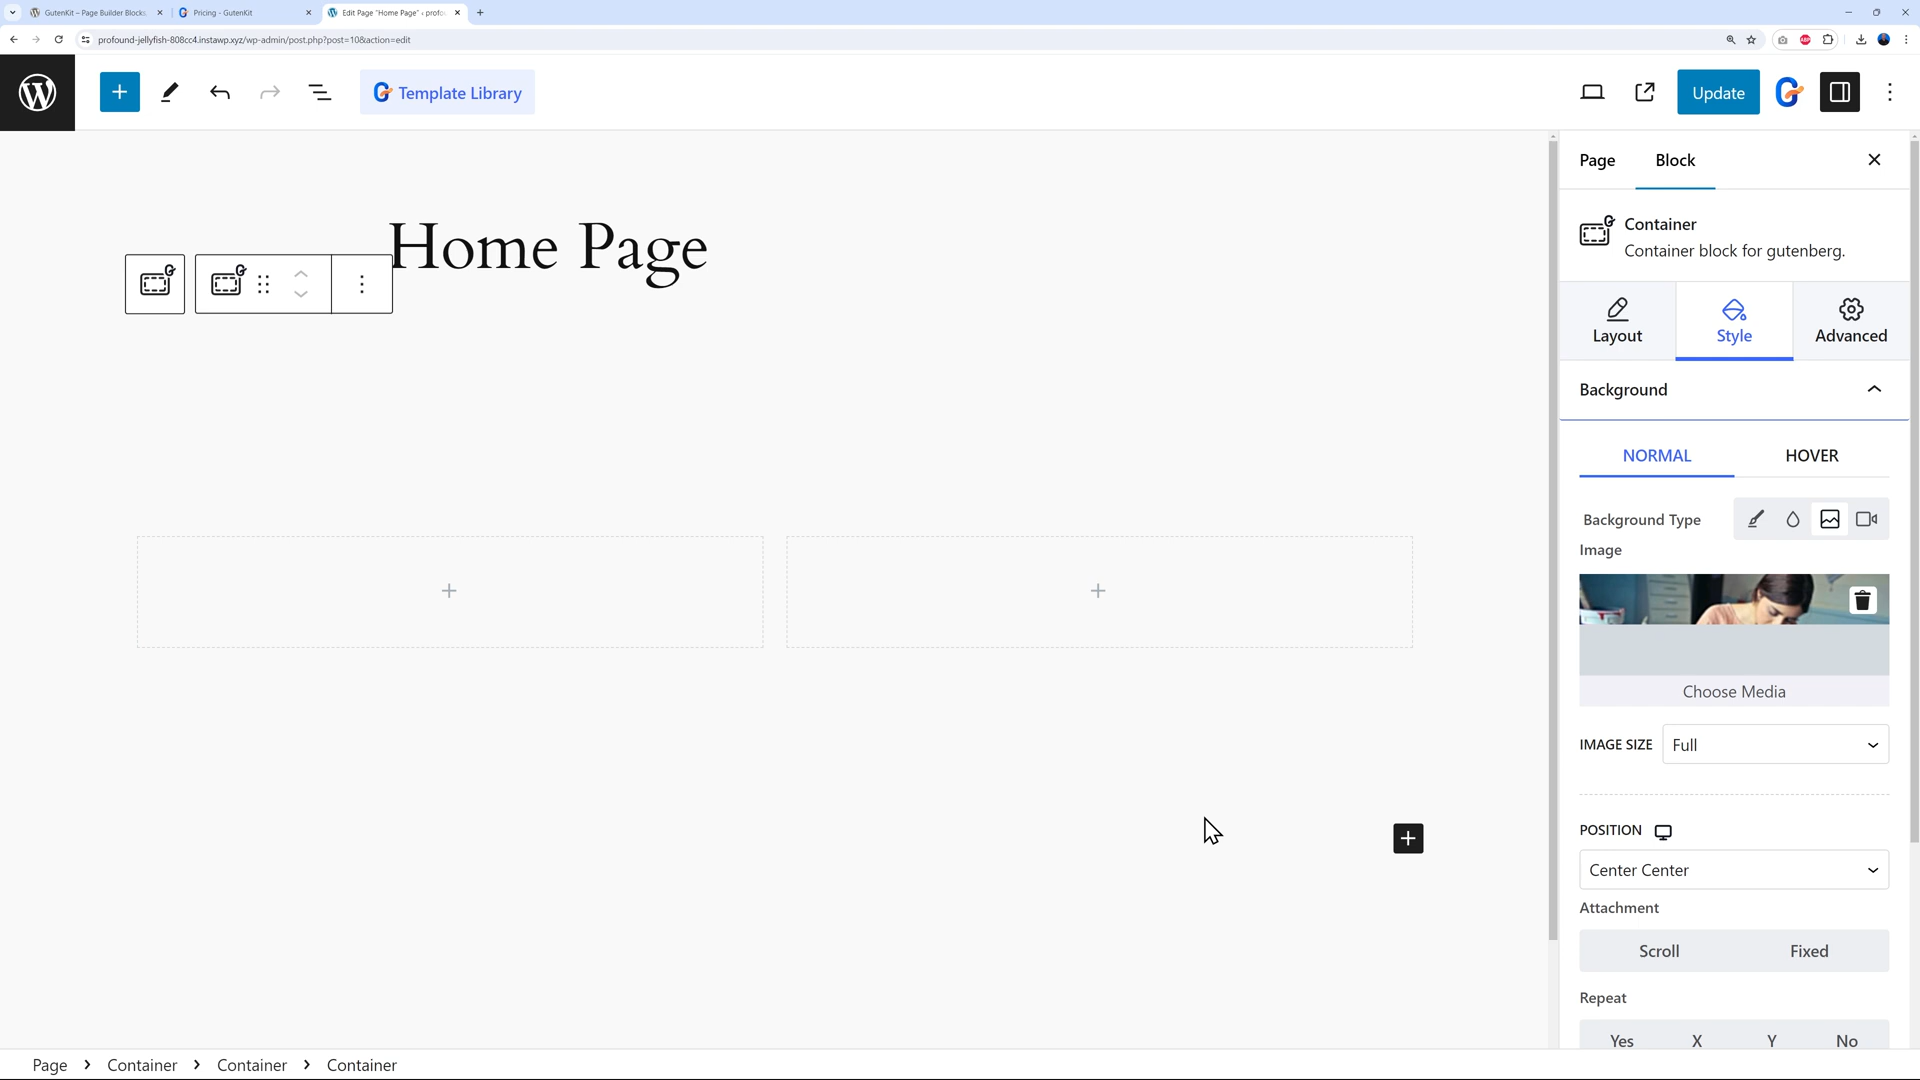 GutenKit – Page Builder Blocks
Pricing - GutenKit
Edit Page "Home Page" ‹ profo
profound-jellyfish-808cc4.instawp.xyz/wp-admin/post.php?post=10&action=edit
Template Library
Update
Page
Block
Home Page
Container
Container block for gutenberg.
Layout
Style
Advanced
Background
NORMAL
HOVER
Background Type
Image
Choose Media
IMAGE SIZE
Full
POSITION
Center Center
Attachment
Scroll
Fixed
Repeat
Yes
X
Y
No
Page
Container
Container
Container